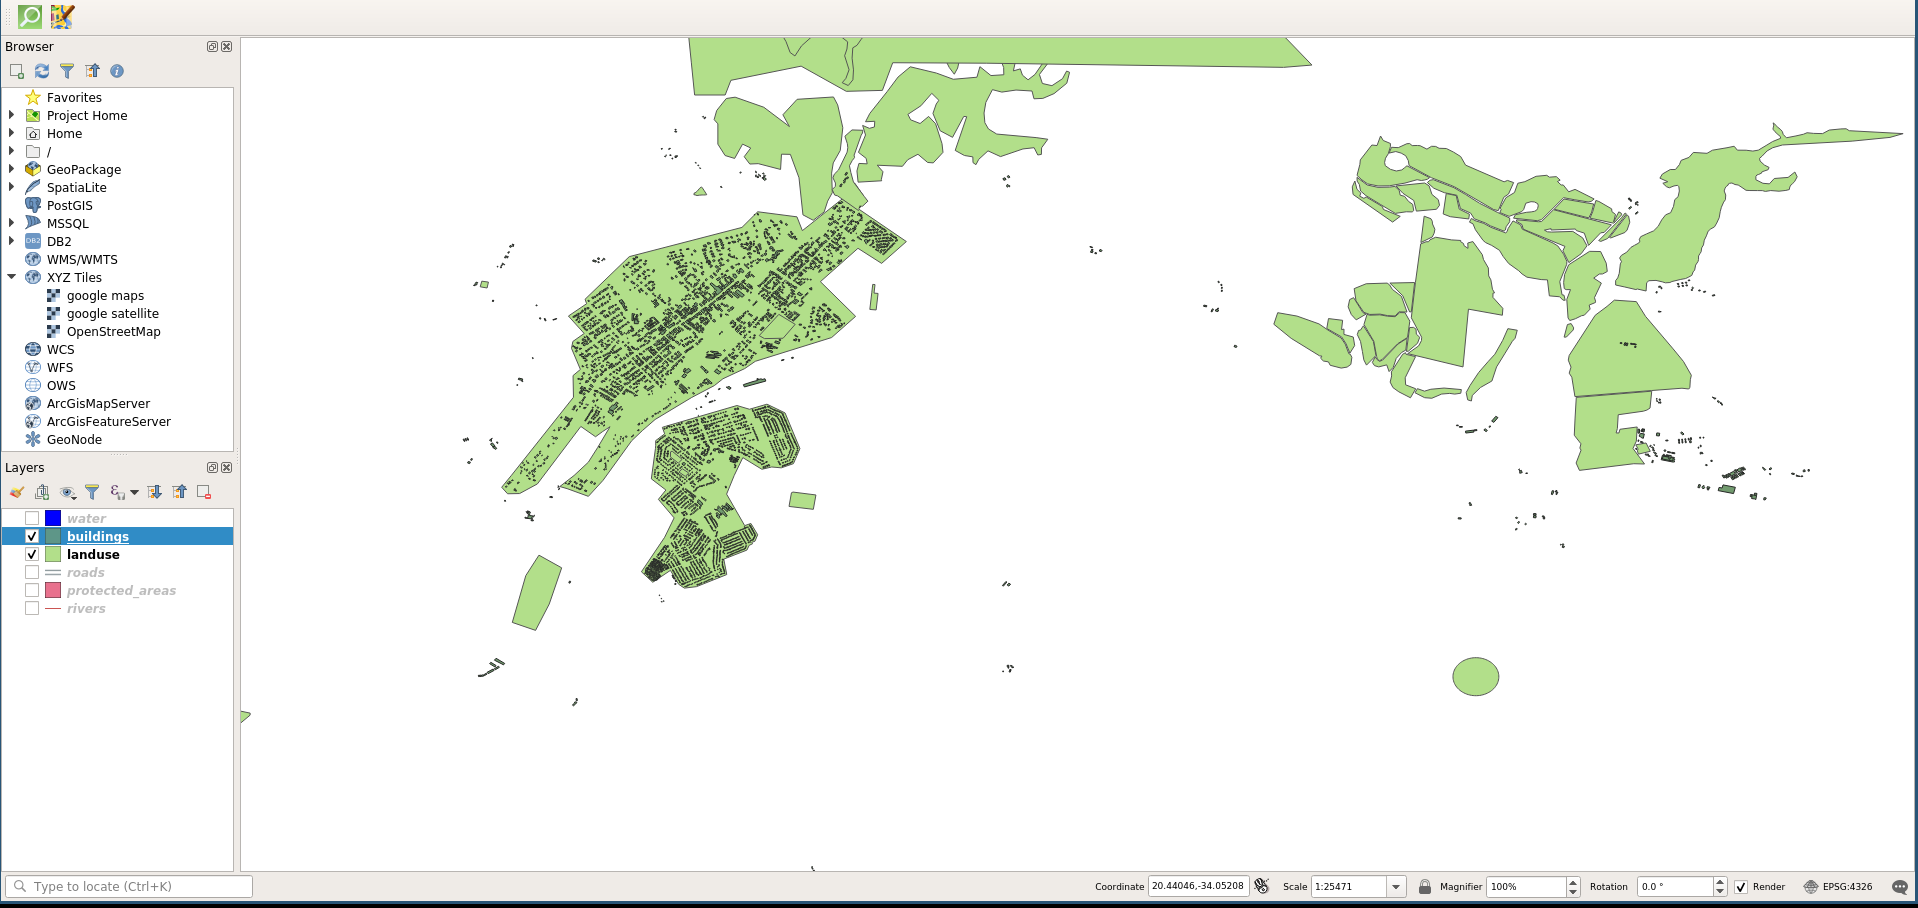 Browser
Favorites
Project Home
Home
/
GeoPackage
SpatiaLite
PostGIS
MSSQL
DB2
DB2
WMS/WMTS
XYZ Tiles
google maps
google satellite
OpenStreetMap
WCS
WFS
OWS
ArcGisMapServer
ArcGisFeatureServer
GeoNode
Layers
water
buildings
landuse
roads
protected_areas
rivers
Type to locate (Ctrl+K)
Coordinate 20.44046,-34.05208 Scale 1:25471 Magnifier 100% Rotation 0.0 ° Render EPSG:4326